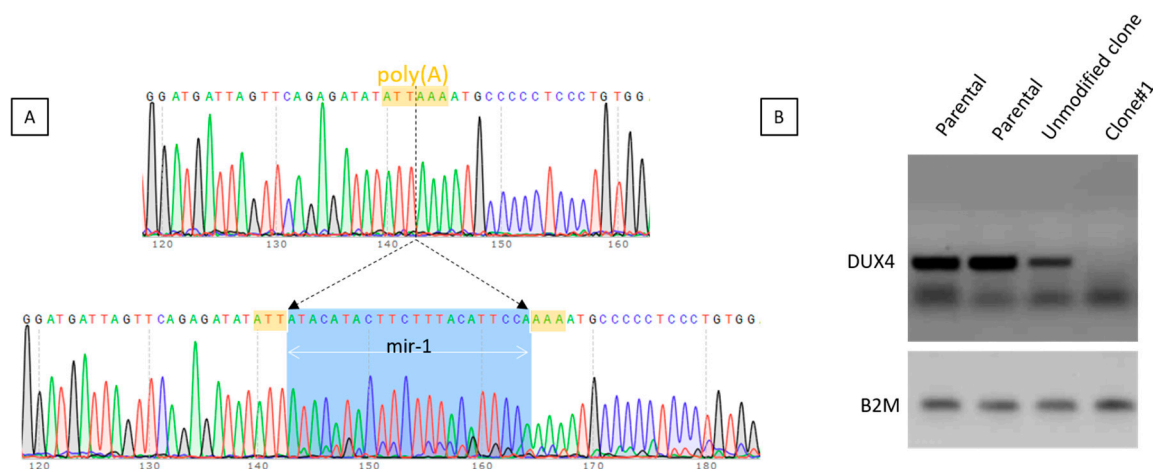 poly(A)
GGATGATTAGTTCAGAGATATATTAAAATGCCCCCTCCCTGTGG.
A
120 130 140 150 160
GGATGATTAGTTCAGAGATATATTATACATACTTCTTTACATTCCAAAAATGCCCCCTCCCTGTGG.
mir-1
120 130 140 150 160 170 180
B
Parental
Parental
Unmodified clone
Clone#1
DUX4
B2M